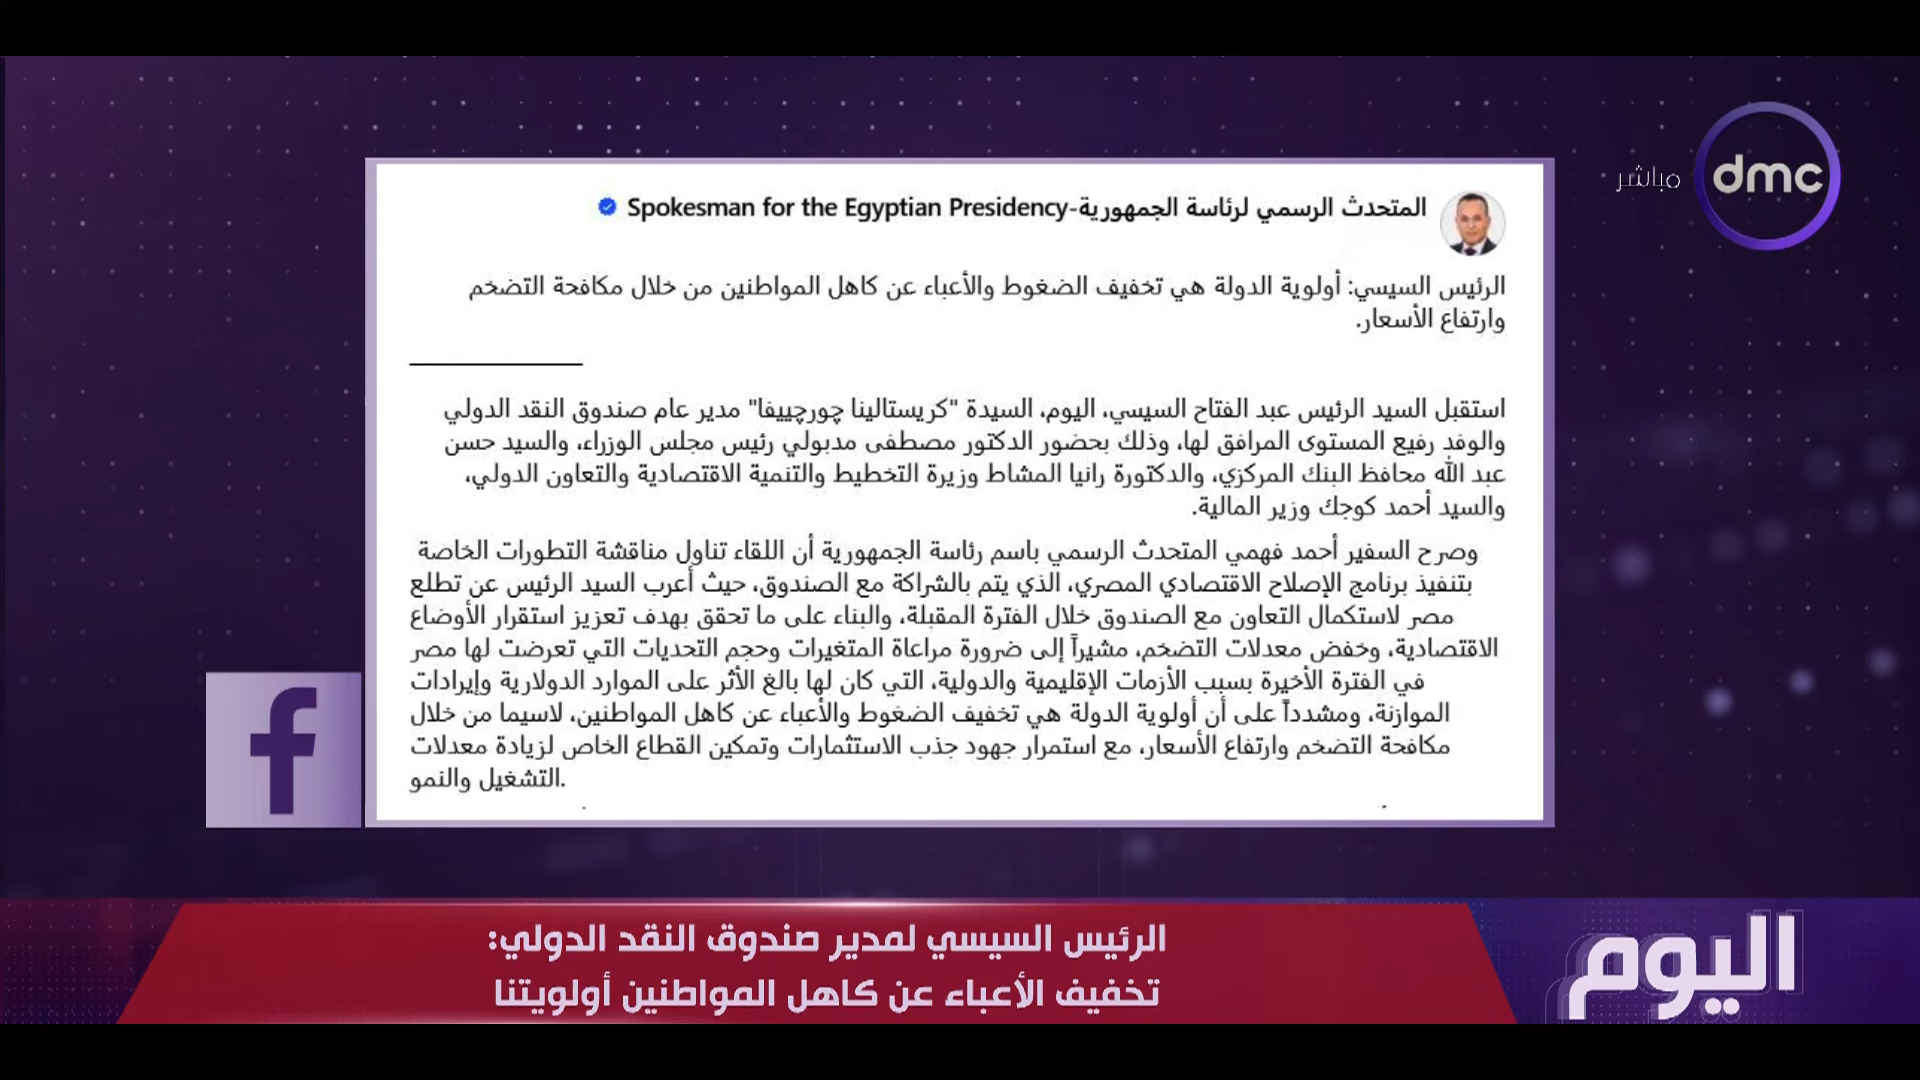 dmc
مباشر
المتحدث الرسمي لرئاسة الجمهورية-Spokesman for the Egyptian Presidency
الرئيس السيسي: أولوية الدولة هي تخفيف الضغوط والأعباء عن كاهل المواطنين من خلال مكافحة التضخم
وارتفاع الأسعار.
استقبل السيد الرئيس عبد الفتاح السيسي، اليوم، السيدة "كريستالينا چورچييفا" مدير عام صندوق النقد الدولي
والوفد رفيع المستوى المرافق لها، وذلك بحضور الدكتور مصطفى مدبولي رئيس مجلس الوزراء، والسيد حسن
عبد الله محافظ البنك المركزي، والدكتورة رانيا المشاط وزيرة التخطيط والتنمية الاقتصادية والتعاون الدولي،
والسيد أحمد كوجك وزير المالية.
وصرح السفير أحمد فهمي المتحدث الرسمي باسم رئاسة الجمهورية أن اللقاء تناول مناقشة التطورات الخاصة
بتنفيذ برنامج الإصلاح الاقتصادي المصري، الذي يتم بالشراكة مع الصندوق، حيث أعرب السيد الرئيس عن تطلع
مصر لاستكمال التعاون مع الصندوق خلال الفترة المقبلة، والبناء على ما تحقق بهدف تعزيز استقرار الأوضاع
الاقتصادية، وخفض معدلات التضخم، مشيراً إلى ضرورة مراعاة المتغيرات وحجم التحديات التي تعرضت لها مصر
في الفترة الأخيرة بسبب الأزمات الإقليمية والدولية، التي كان لها بالغ الأثر على الموارد الدولارية وإيرادات
الموازنة، ومشدداً على أن أولوية الدولة هي تخفيف الضغوط والأعباء عن كاهل المواطنين، لاسيما من خلال
مكافحة التضخم وارتفاع الأسعار، مع استمرار جهود جذب الاستثمارات وتمكين القطاع الخاص لزيادة معدلات
التشغيل والنمو.
الرئيس السيسي لمدير صندوق النقد الدولي:
تخفيف الأعباء عن كاهل المواطنين أولويتنا
اليوم